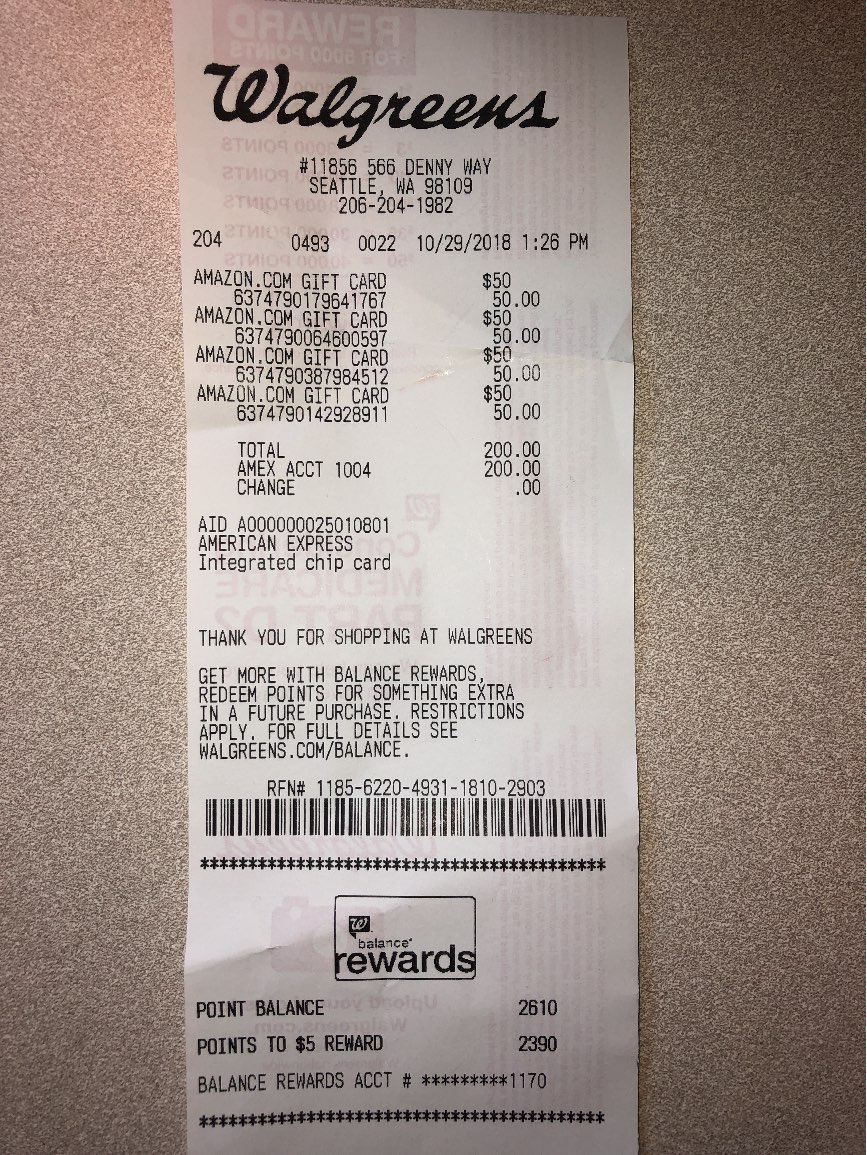 Walgreens
#11856 566 DENNY WAY
SEATTLE, WA 98109
206-204-1982
204 0493 0022 10/29/2018 1:26 PM
AMAZON.COM GIFT CARD $50
6374790179641767 50.00
AMAZON.COM GIFT CARD $50
6374790064600597 50.00
AMAZON.COM GIFT CARD $50
6374790387984512 50.00
AMAZON.COM GIFT CARD $50
6374790142928911 50.00
TOTAL 200.00
AMEX ACCT 1004 200.00
CHANGE .00
AID A000000025010801
AMERICAN EXPRESS
Integrated chip card
THANK YOU FOR SHOPPING AT WALGREENS
GET MORE WITH BALANCE REWARDS,
REDEEM POINTS FOR SOMETHING EXTRA
IN A FUTURE PURCHASE. RESTRICTIONS
APPLY. FOR FULL DETAILS SEE
WALGREENS.COM/BALANCE.
RFN# 1185-6220-4931-1810-2903
******************************************
W
balance®
rewards
POINT BALANCE 2610
POINTS TO $5 REWARD 2390
BALANCE REWARDS ACCT # *********1170
******************************************